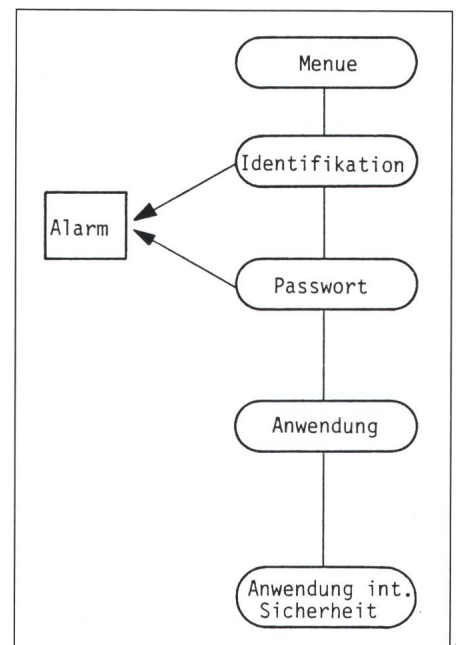 Menue
Identifikation
Alarm
Passwort
Anwendung
Anwendung int.
Sicherheit